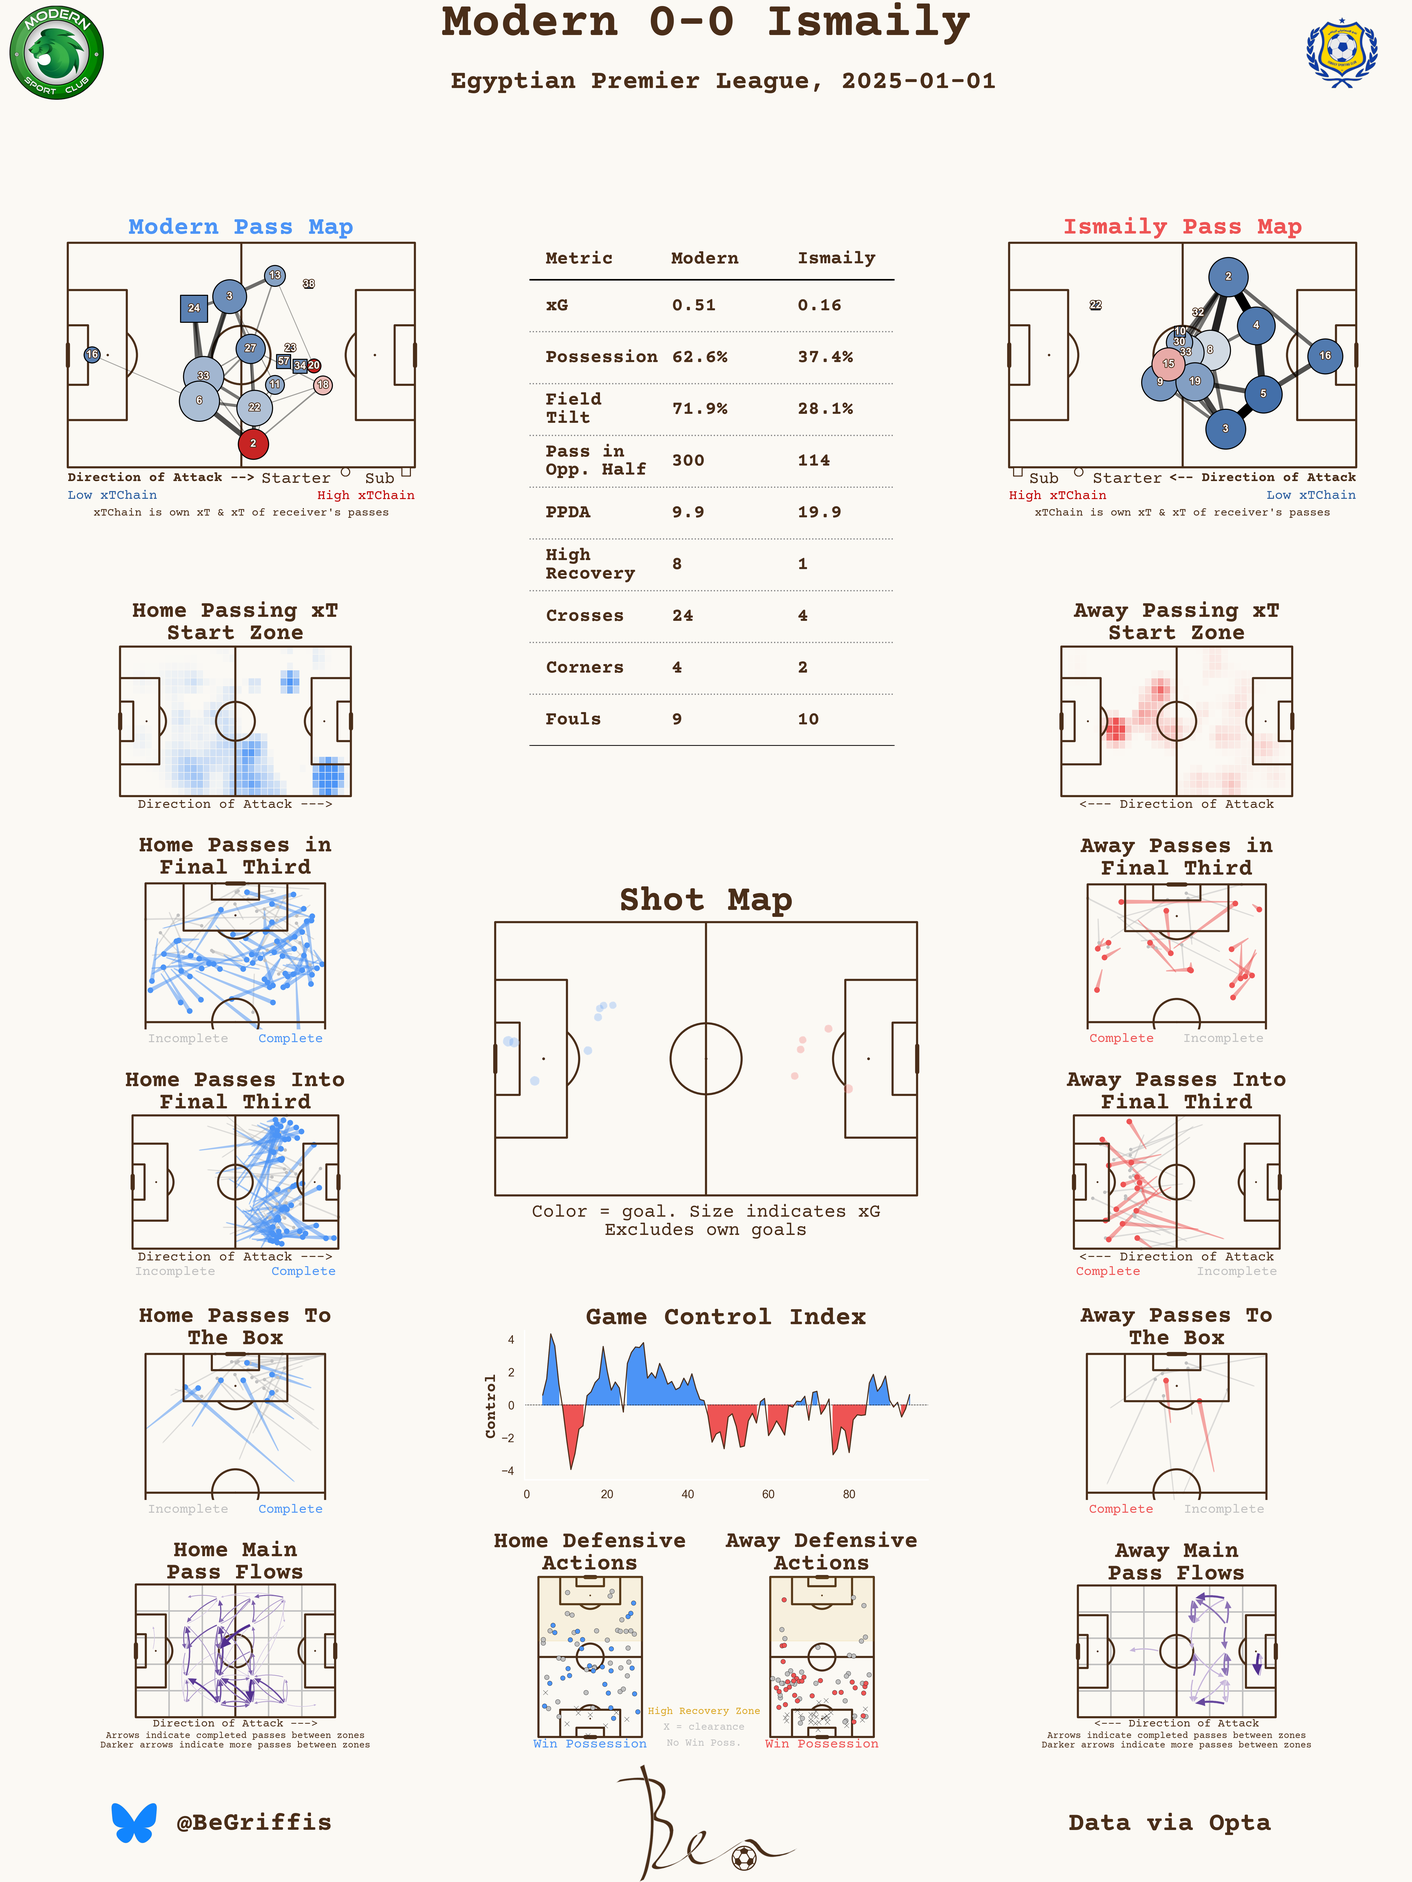 Modern 0-0 Ismaily
Egyptian Premier League, 2025-01-01
MODERN
SPORT CLUB
Modern Pass Map
13
38
3
24
27
23
57
34
20
16
33
11
18
6
22
2
Direction of Attack --> Starter Sub
Low xTChain High xTChain
xTChain is own xT & xT of receiver's passes
Metric Modern Ismaily
xG 0.51 0.16
Possession 62.6% 37.4%
Field
Tilt 71.9% 28.1%
Pass in
Opp. Half 300 114
PPDA 9.9 19.9
High
Recovery 8 1
Crosses 24 4
Corners 4 2
Fouls 9 10
Ismaily Pass Map
2
22
32
4
10
30
33
8
16
15
9
19
5
3
Sub Starter <-- Direction of Attack
High xTChain Low xTChain
xTChain is own xT & xT of receiver's passes
Home Passing xT
Start Zone
Direction of Attack --->
Away Passing xT
Start Zone
<--- Direction of Attack
Home Passes in
Final Third
Incomplete Complete
Away Passes in
Final Third
Complete Incomplete
Shot Map
Color = goal. Size indicates xG
Excludes own goals
Home Passes Into
Final Third
Direction of Attack --->
Incomplete Complete
Away Passes Into
Final Third
<--- Direction of Attack
Complete Incomplete
Home Passes To
The Box
Incomplete Complete
Game Control Index
Control
4
2
0
−2
−4
0 20 40 60 80
Away Passes To
The Box
Complete Incomplete
Home Main
Pass Flows
Direction of Attack --->
Arrows indicate completed passes between zones
Darker arrows indicate more passes between zones
Home Defensive
Actions
Win Possession
Away Defensive
Actions
Win Possession
High Recovery Zone
X = clearance
No Win Poss.
Away Main
Pass Flows
<--- Direction of Attack
Arrows indicate completed passes between zones
Darker arrows indicate more passes between zones
@BeGriffis
Ben
Data via Opta